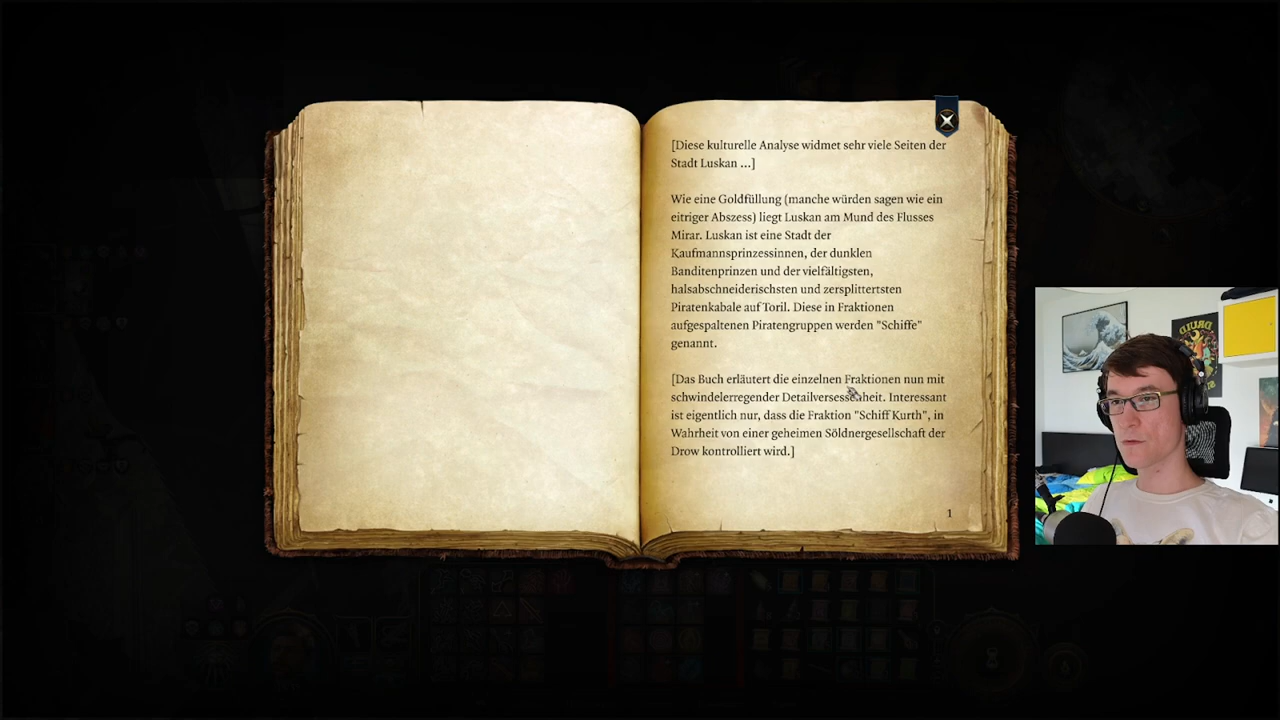 [Diese kulturelle Analyse widmet sehr viele Seiten der
Stadt Luskan ...]
Wie eine Goldfüllung (manche würden sagen wie ein
eitriger Abszess) liegt Luskan am Mund des Flusses
Mirar. Luskan ist eine Stadt der
Kaufmannsprinzessinnen, der dunklen
Banditenprinzen und der vielfältigsten,
halsabschneiderischsten und zersplittertsten
Piratenkabale auf Toril. Diese in Fraktionen
aufgespaltenen Piratengruppen werden "Schiffe"
genannt.
[Das Buch erläutert die einzelnen Fraktionen nun mit
schwindelerregender Detailversessenheit. Interessant
ist eigentlich nur, dass die Fraktion "Schiff Kurth", in
Wahrheit von einer geheimen Söldnergesellschaft der
Drow kontrolliert wird.]
1
DRUID